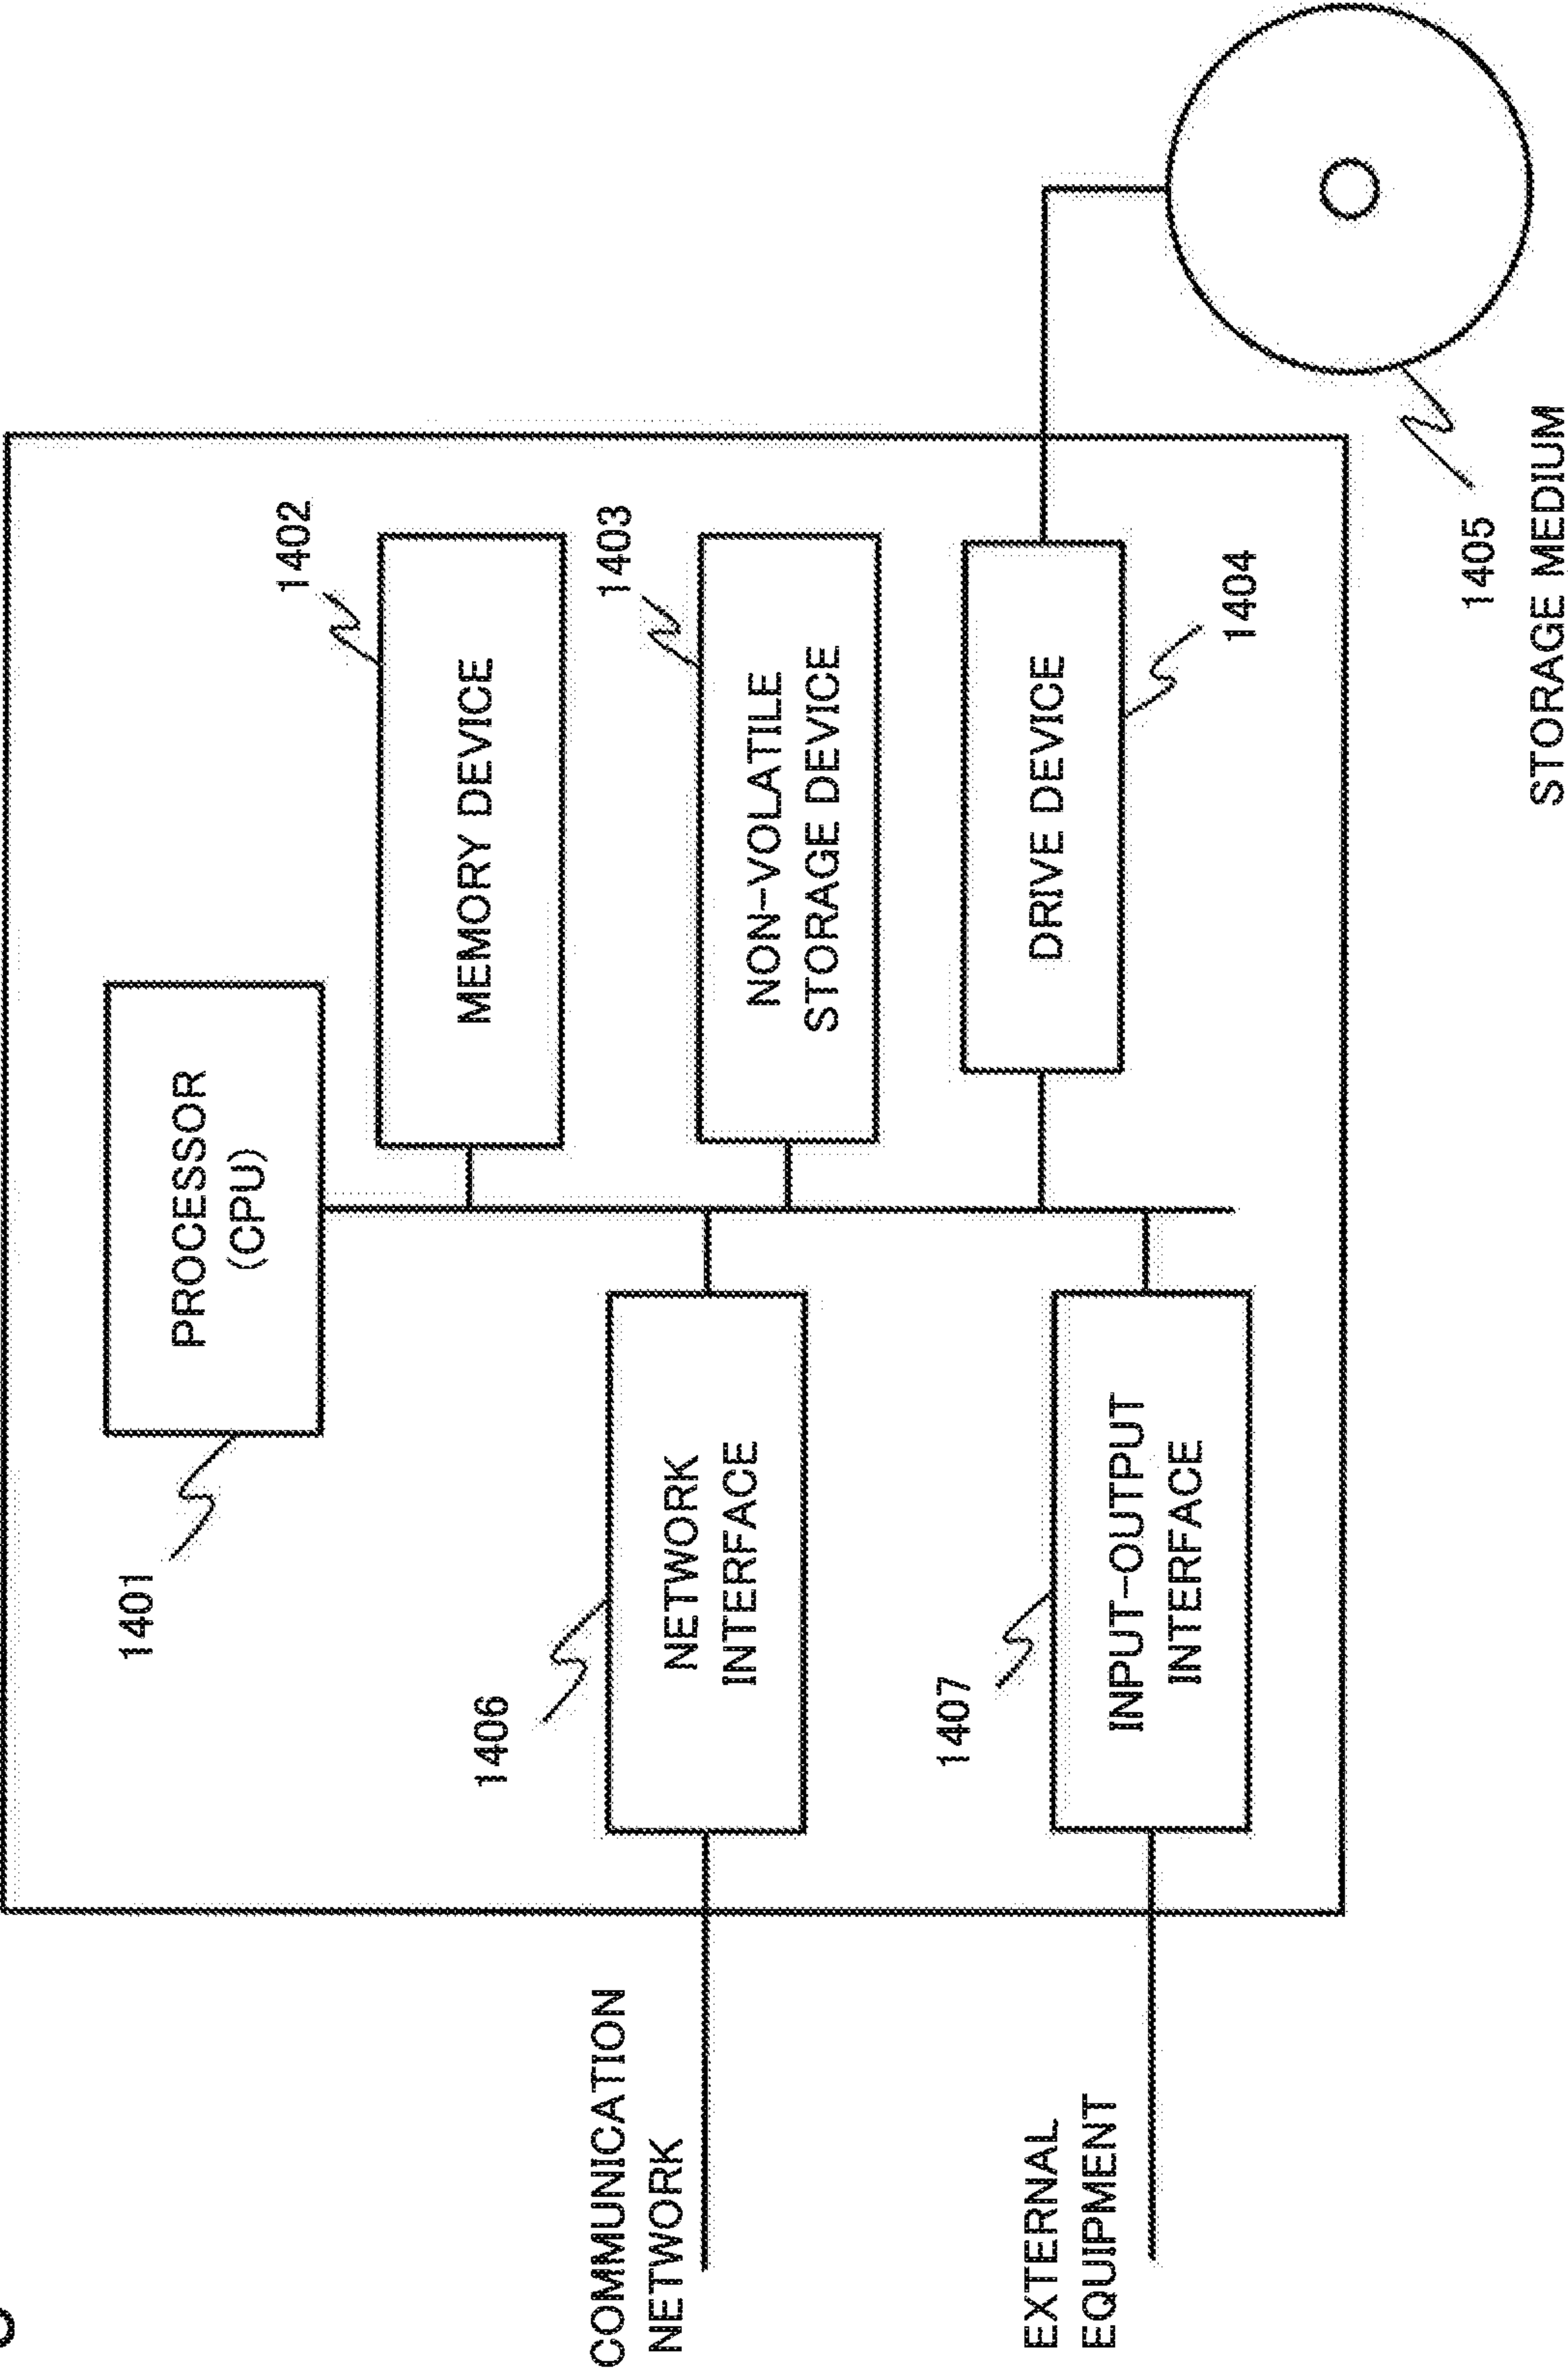 1401
PROCESSOR
(CPU)
1402
MEMORY DEVICE
1406
NETWORK
INTERFACE
1403
NON-VOLATILE
STORAGE DEVICE
COMMUNICATION
NETWORK
1407
INPUT-OUTPUT
INTERFACE
DRIVE DEVICE
1404
EXTERNAL
EQUIPMENT
1405
STORAGE MEDIUM